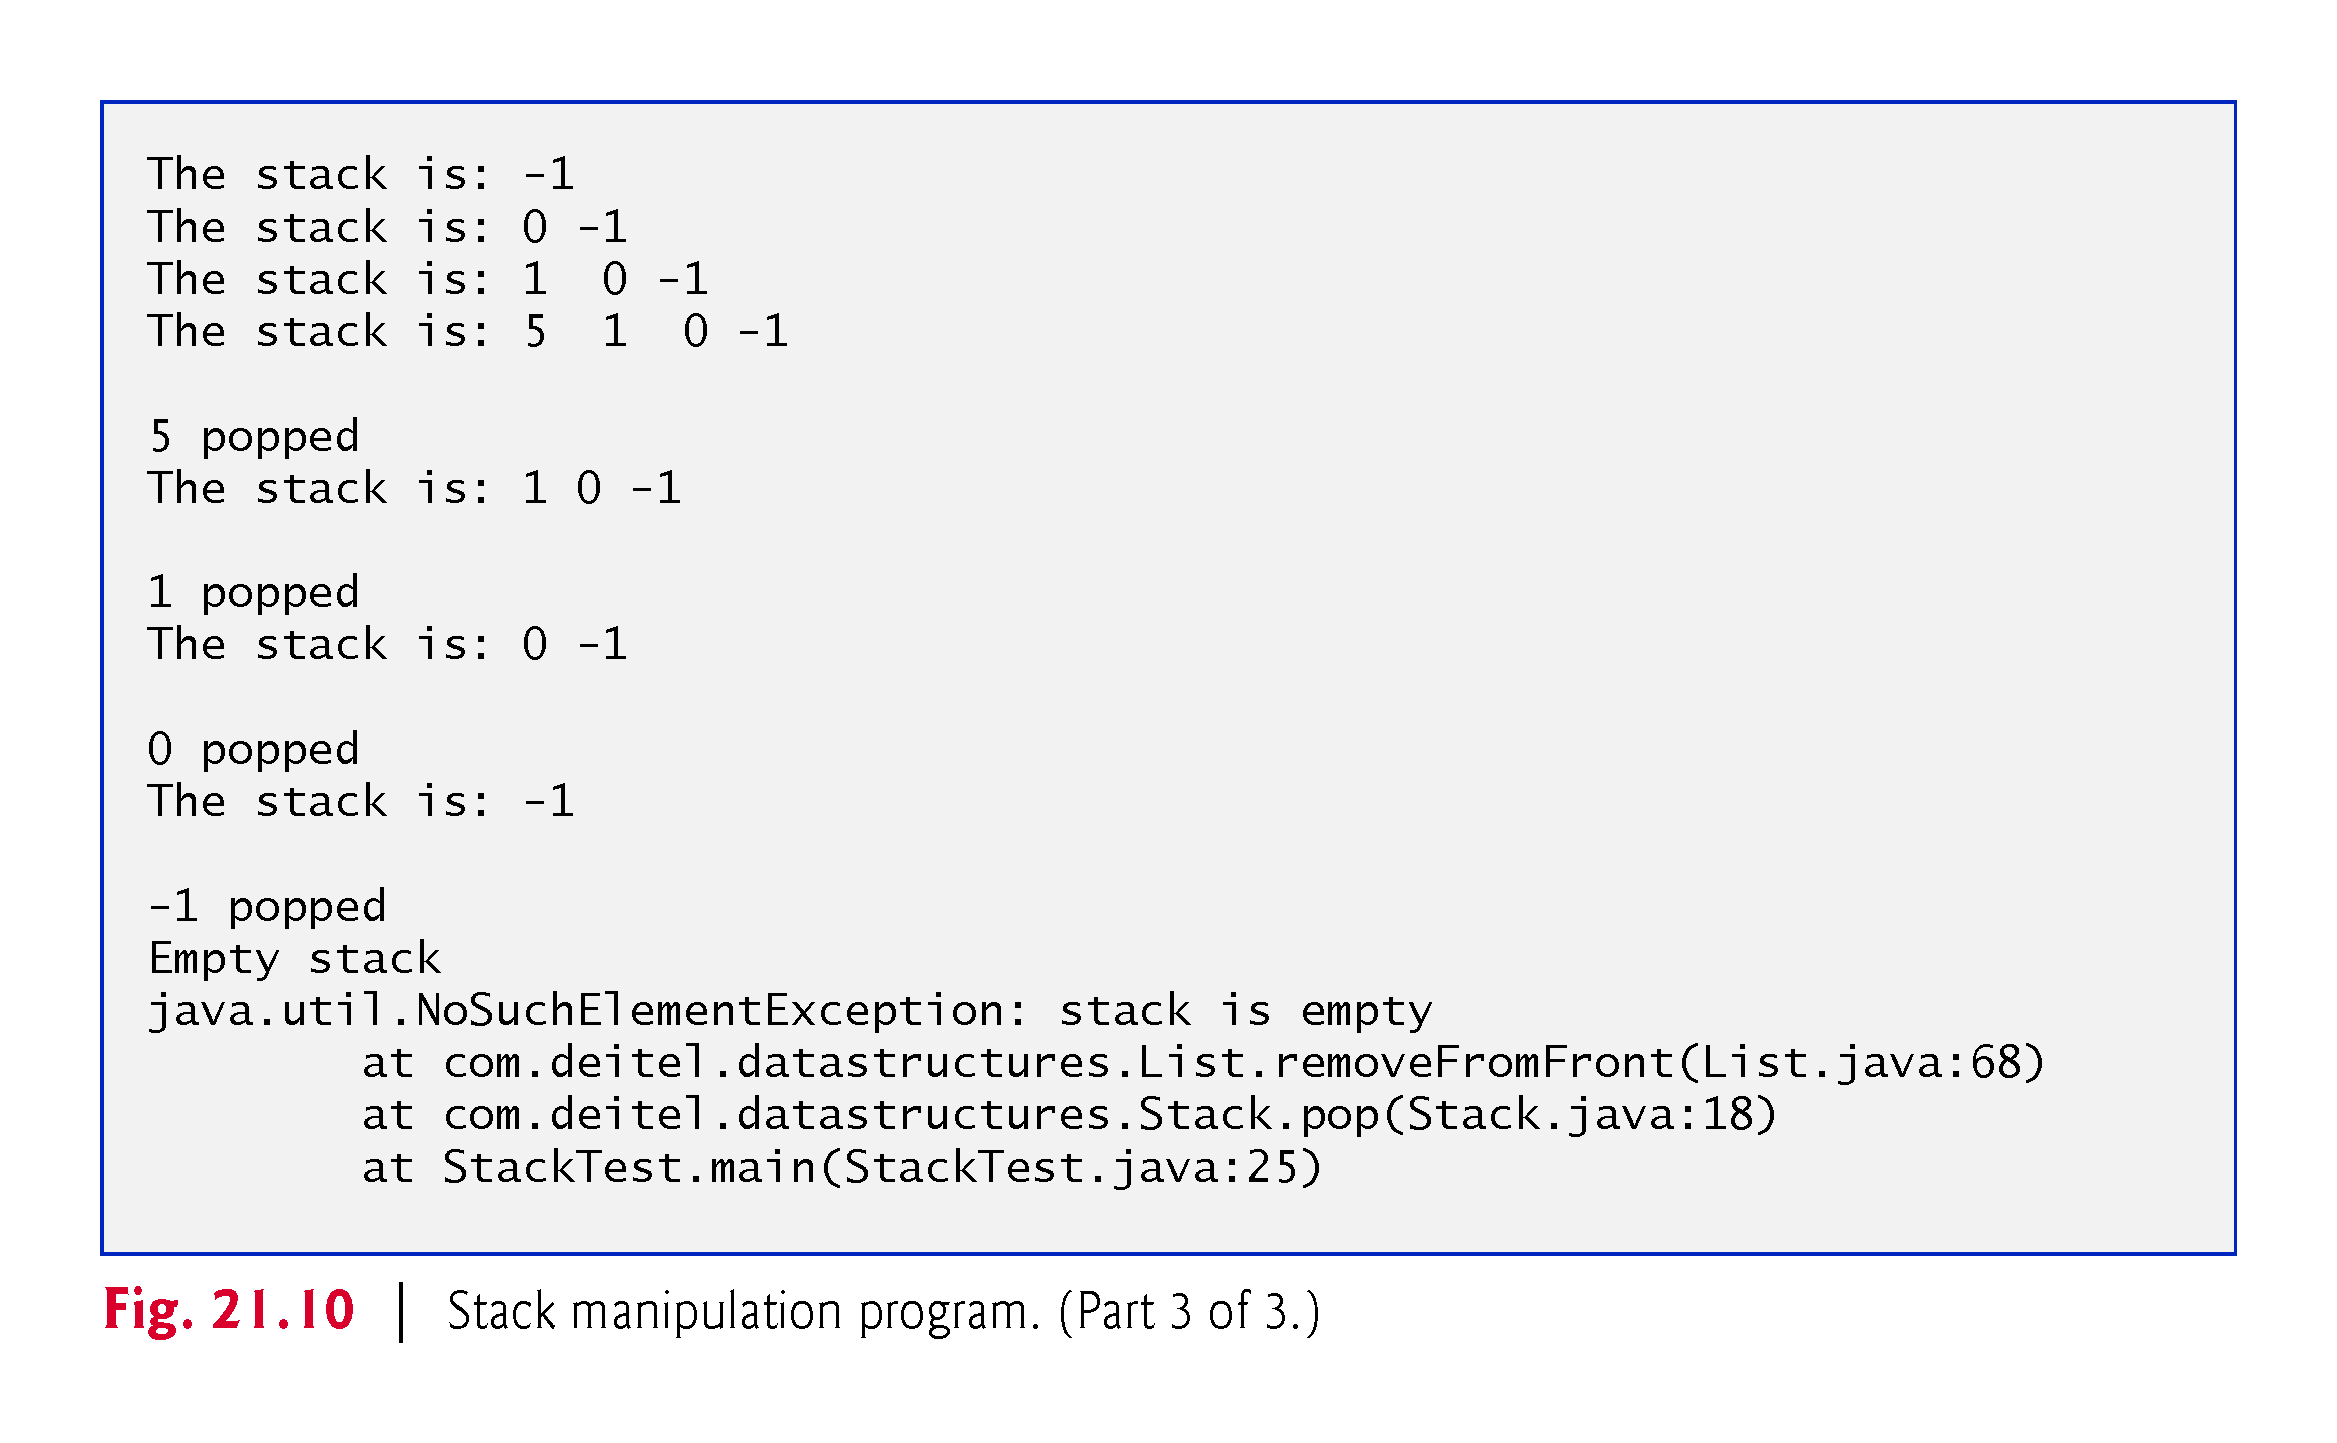 The stack is: -1
The stack is: 0 -1
The stack is: 1  0 -1
The stack is: 5  1  0 -1
5 popped
The stack is: 1 0 -1
1 popped
The stack is: 0 -1
0 popped
The stack is: -1
-1 popped
Empty stack
java.util.NoSuchElementException: stack is empty
        at com.deitel.datastructures.List.removeFromFront(List.java:68)
        at com.deitel.datastructures.Stack.pop(Stack.java:18)
        at StackTest.main(StackTest.java:25)
Fig. 21.10 | Stack manipulation program. (Part 3 of 3.)